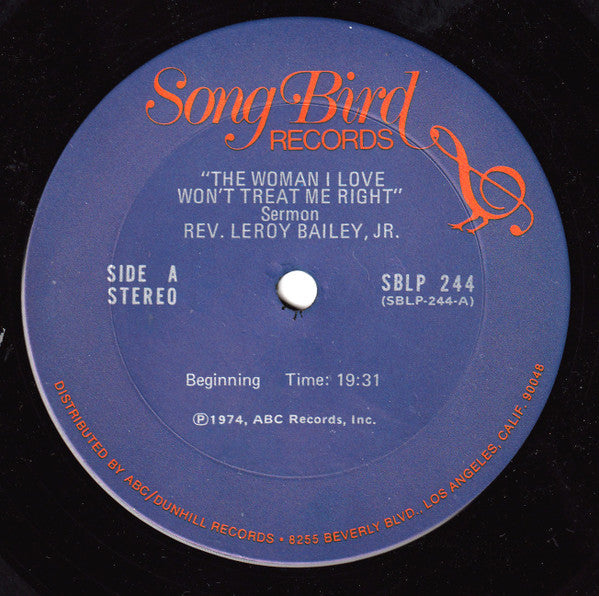 Song Bird
RECORDS
"THE WOMAN I LOVE
WON'T TREAT ME RIGHT"
Sermon
REV. LEROY BAILEY, JR.
SIDE A
STEREO
SBLP 244
(SBLP-244-A)
Beginning Time: 19:31
Ⓟ1974, ABC Records, Inc.
DISTRIBUTED BY ABC/DUNHILL RECORDS • 8255 BEVERLY BLVD., LOS ANGELES, CALIF. 90048